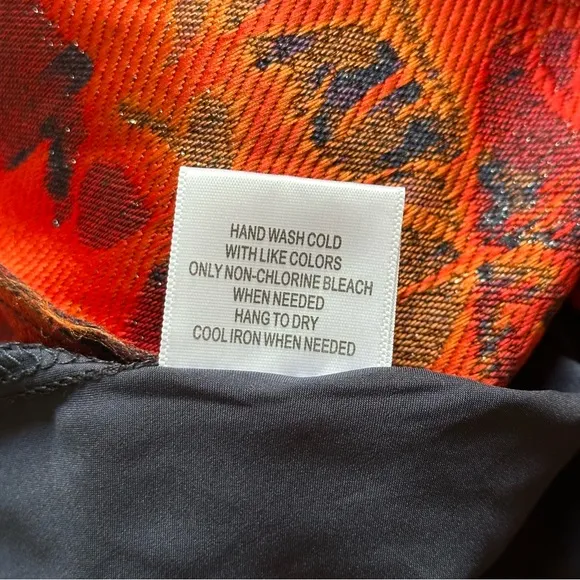 HAND WASH COLD
WITH LIKE COLORS
ONLY NON-CHLORINE BLEACH
WHEN NEEDED
HANG TO DRY
COOL IRON WHEN NEEDED